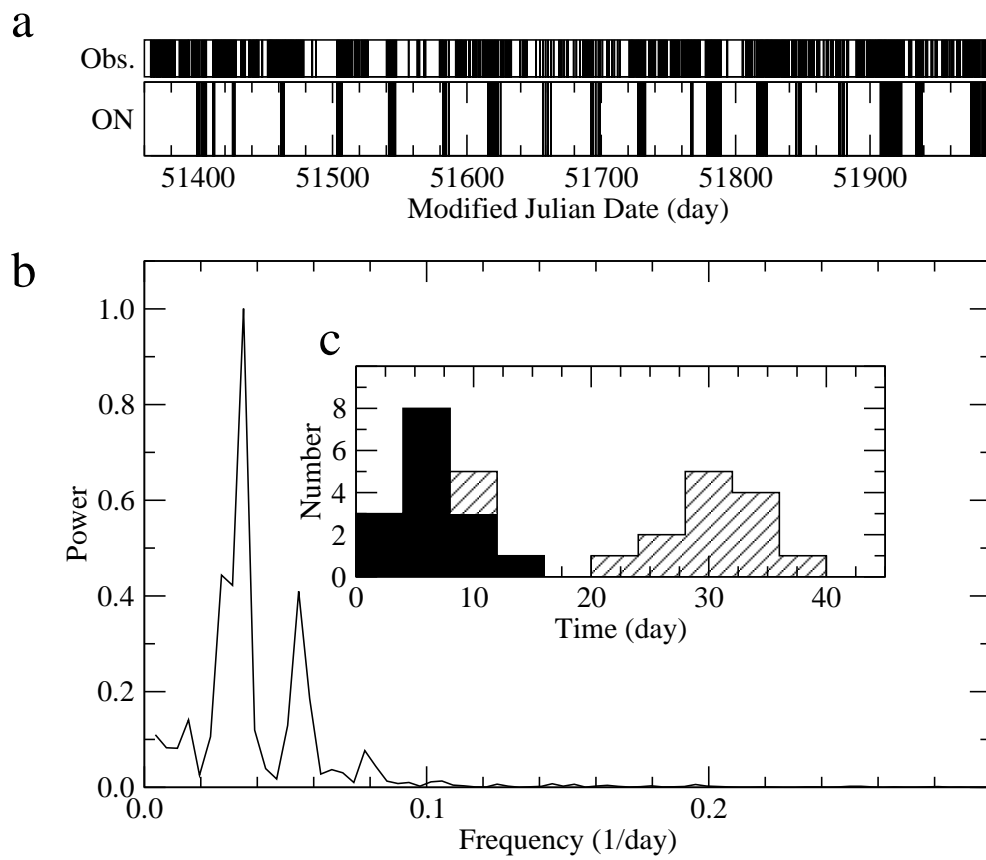 a
Obs.
ON
51400 51500 51600 51700 51800 51900
Modified Julian Date (day)
b
1.0
0.8
0.6
0.4
0.2
0.0
Power
0.0 0.1 0.2
Frequency (1/day)
c
8
6
4
2
0
Number
0 10 20 30 40
Time (day)